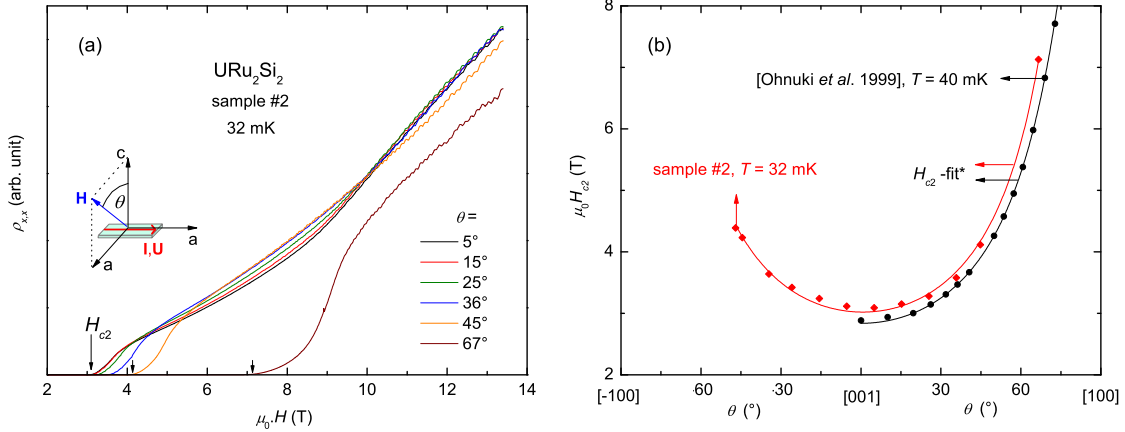 (a)
URu2Si2
sample #2
32 mK
c
H
θ
a
a
I,U
Hc2
θ =
5°
15°
25°
36°
45°
67°
2 4 6 8 10 12 14
μ0.H (T)
ρx,x (arb. unit)
(b)
[Ohnuki et al. 1999], T = 40 mK
sample #2, T = 32 mK
Hc2 -fit*
8
6
4
2
μ0Hc2 (T)
[-100] 60 30 [001] 30 60 [100]
θ (°) θ (°)